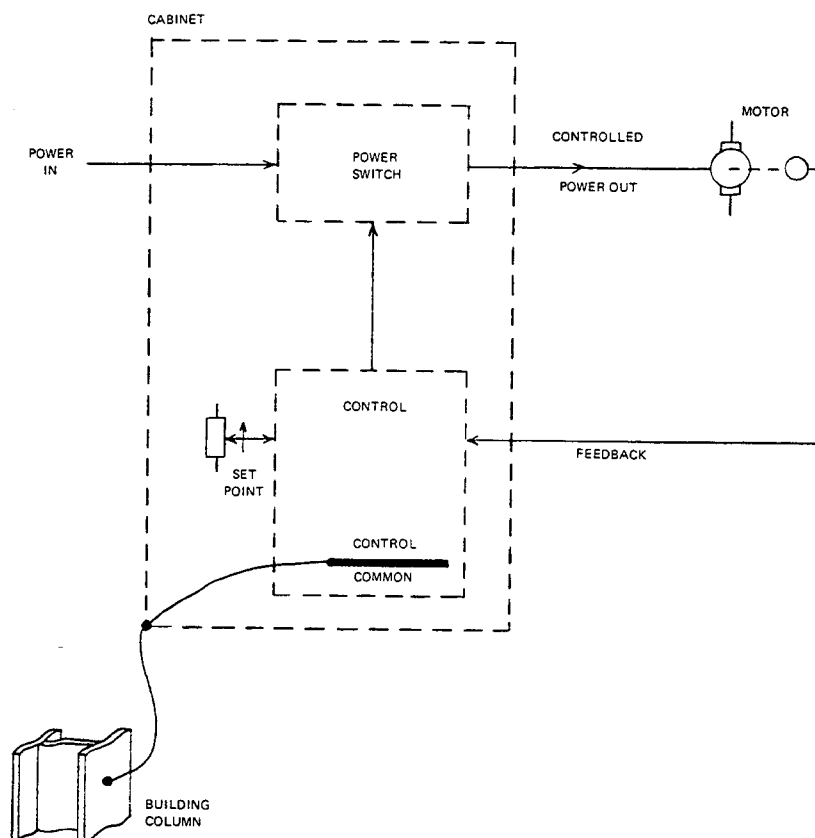 CABINET
MOTOR
POWER
IN
POWER
SWITCH
CONTROLLED
POWER OUT
CONTROL
SET
POINT
FEEDBACK
CONTROL
COMMON
BUILDING
COLUMN